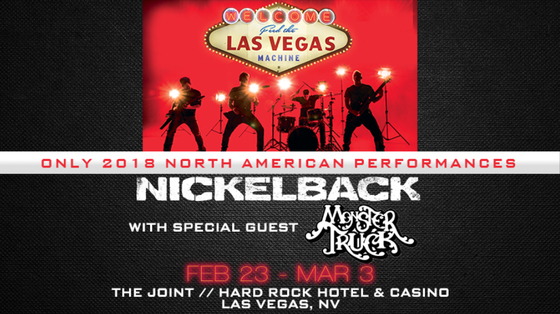 WELCOME
Feed the
LAS VEGAS
MACHINE
ONLY 2018 NORTH AMERICAN PERFORMANCES
NICKELBACK
WITH SPECIAL GUEST MONSTER TRUCK
FEB 23 - MAR 3
THE JOINT // HARD ROCK HOTEL & CASINO
LAS VEGAS, NV